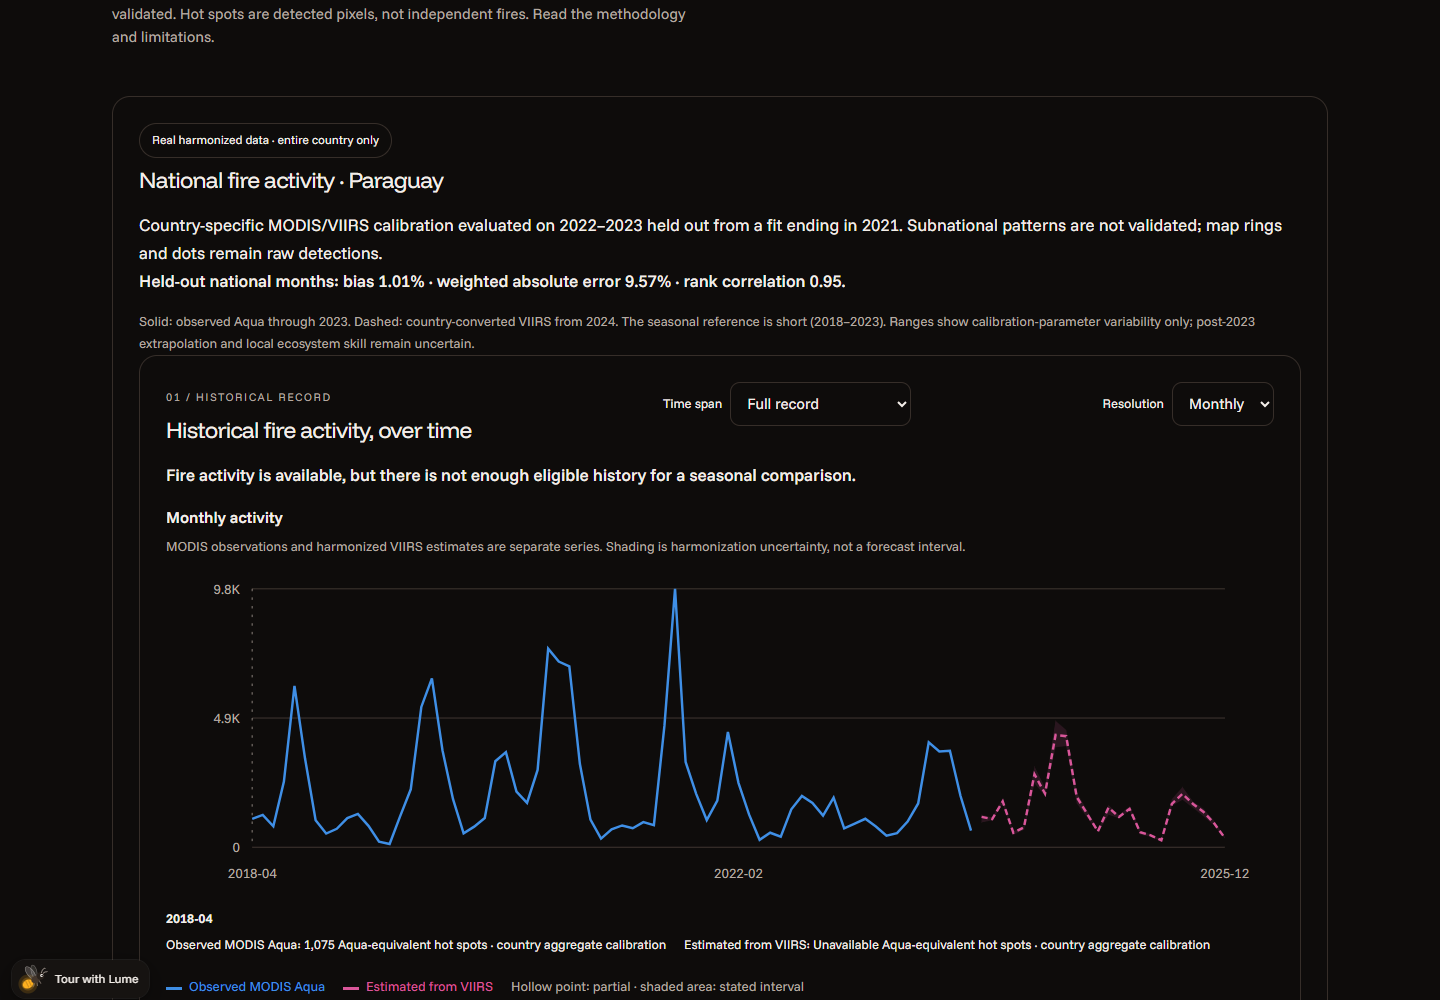 validated. Hot spots are detected pixels, not independent fires. Read the methodology
and limitations.
Real harmonized data · entire country only
National fire activity · Paraguay
Country-specific MODIS/VIIRS calibration evaluated on 2022–2023 held out from a fit ending in 2021. Subnational patterns are not validated; map rings
and dots remain raw detections.
Held-out national months: bias 1.01% · weighted absolute error 9.57% · rank correlation 0.95.
Solid: observed Aqua through 2023. Dashed: country-converted VIIRS from 2024. The seasonal reference is short (2018–2023). Ranges show calibration-parameter variability only; post-2023
extrapolation and local ecosystem skill remain uncertain.
01 / HISTORICAL RECORD
Time span Full record
Resolution Monthly
Historical fire activity, over time
Fire activity is available, but there is not enough eligible history for a seasonal comparison.
Monthly activity
MODIS observations and harmonized VIIRS estimates are separate series. Shading is harmonization uncertainty, not a forecast interval.
9.8K
4.9K
0
2018-04 2022-02 2025-12
2018-04
Observed MODIS Aqua: 1,075 Aqua-equivalent hot spots · country aggregate calibration Estimated from VIIRS: Unavailable Aqua-equivalent hot spots · country aggregate calibration
Observed MODIS Aqua Estimated from VIIRS Hollow point: partial · shaded area: stated interval
Tour with Lume